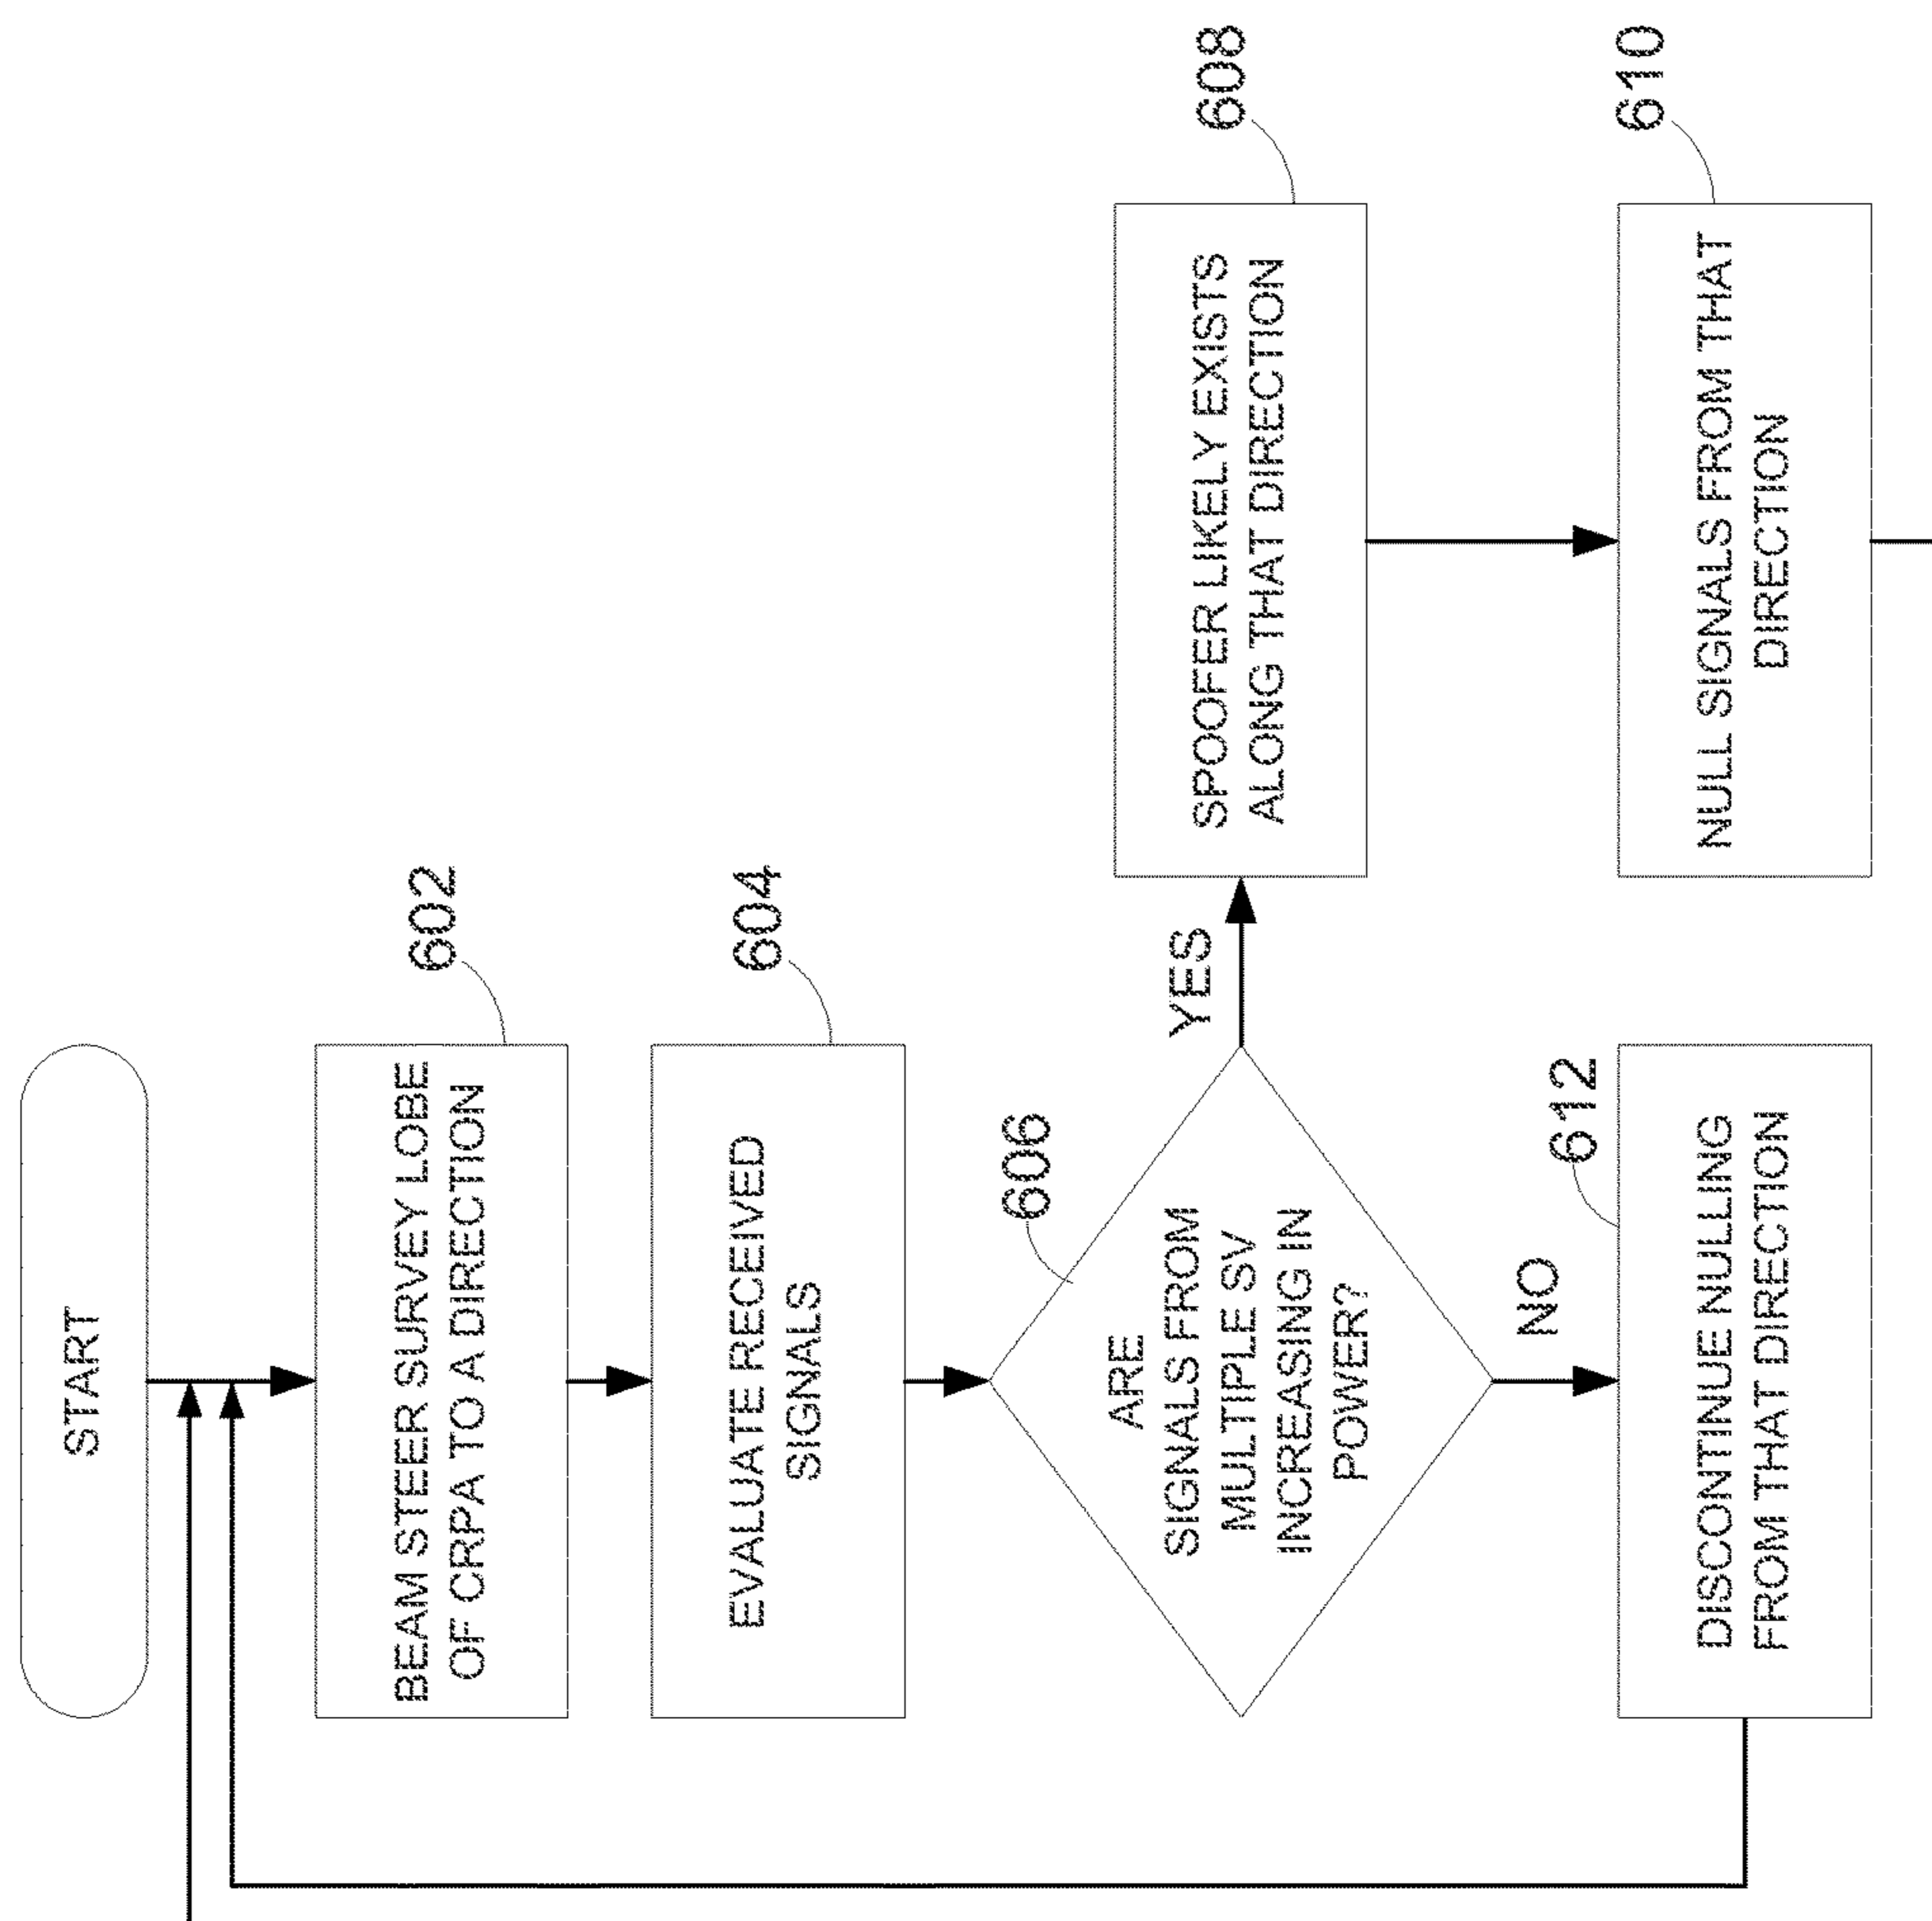 START
602
BEAM STEER SURVEY LOBE
OF CRPA TO A DIRECTION
604
EVALUATE RECEIVED
SIGNALS
606
ARE
SIGNALS FROM
MULTIPLE SV
INCREASING IN
POWER?
YES
608
SPOOFER LIKELY EXISTS
ALONG THAT DIRECTION
NO
612
DISCONTINUE NULLING
FROM THAT DIRECTION
610
NULL SIGNALS FROM THAT
DIRECTION